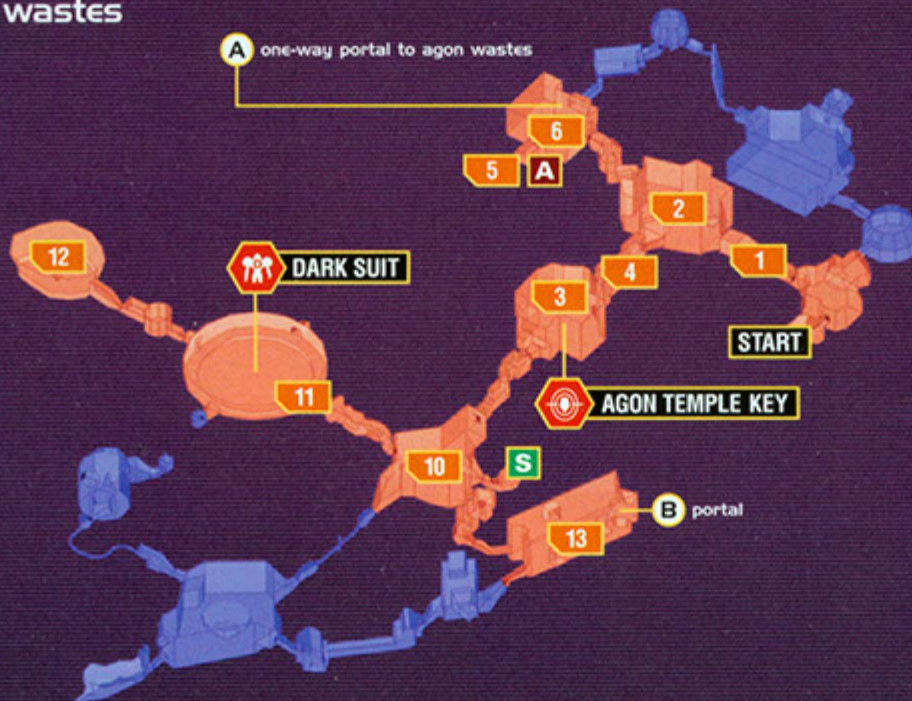 wastes
A one-way portal to agon wastes
6
5 A
2
12
DARK SUIT
4
1
3
START
11
AGON TEMPLE KEY
10
S
B portal
13